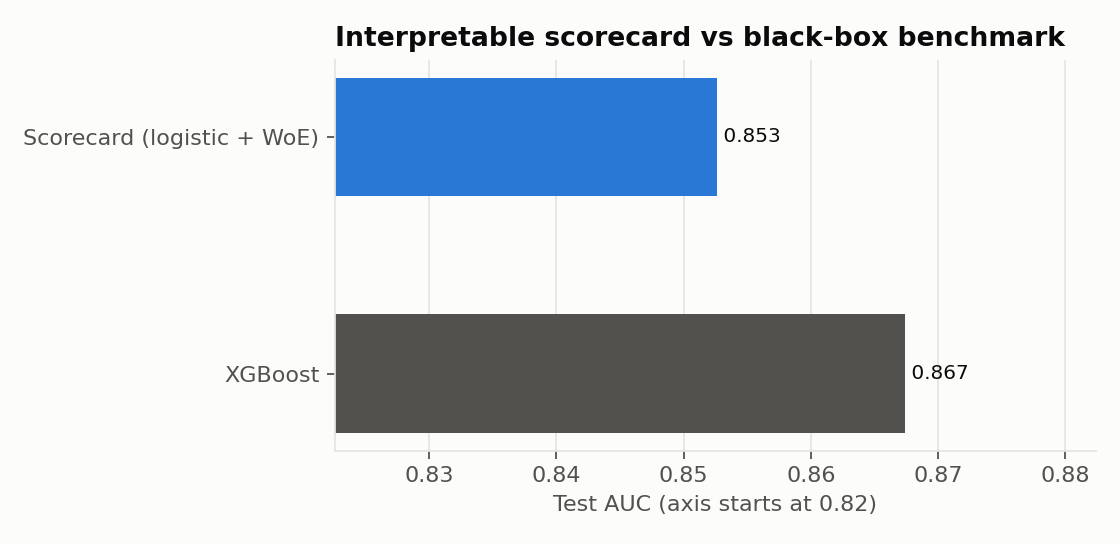 Interpretable scorecard vs black-box benchmark
Scorecard (logistic + WoE)
0.853
XGBoost
0.867
0.83 0.84 0.85 0.86 0.87 0.88
Test AUC (axis starts at 0.82)